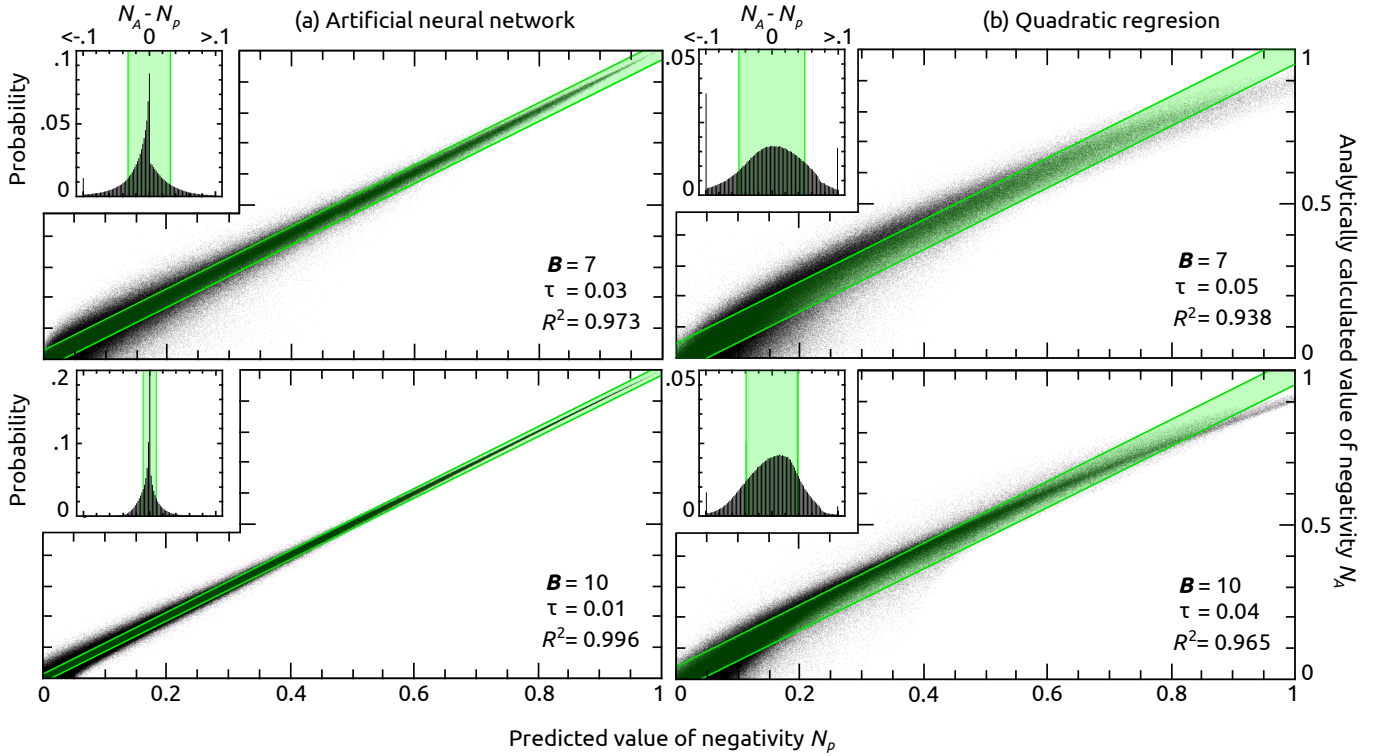 N_A - N_p
(a) Artificial neural network
N_A - N_p
(b) Quadratic regresion
<-.1 0 >.1
<-.1 0 >.1
.1
.05
0
Probability
.05
0
1
0.5
0
B = 7
τ = 0.03
R² = 0.973
B = 7
τ = 0.05
R² = 0.938
Analytically calculated value of negativity N_A
.2
.1
0
Probability
.05
0
1
0.5
0
B = 10
τ = 0.01
R² = 0.996
B = 10
τ = 0.04
R² = 0.965
0 0.2 0.4 0.6 0.8 1
0 0.2 0.4 0.6 0.8 1
Predicted value of negativity N_p